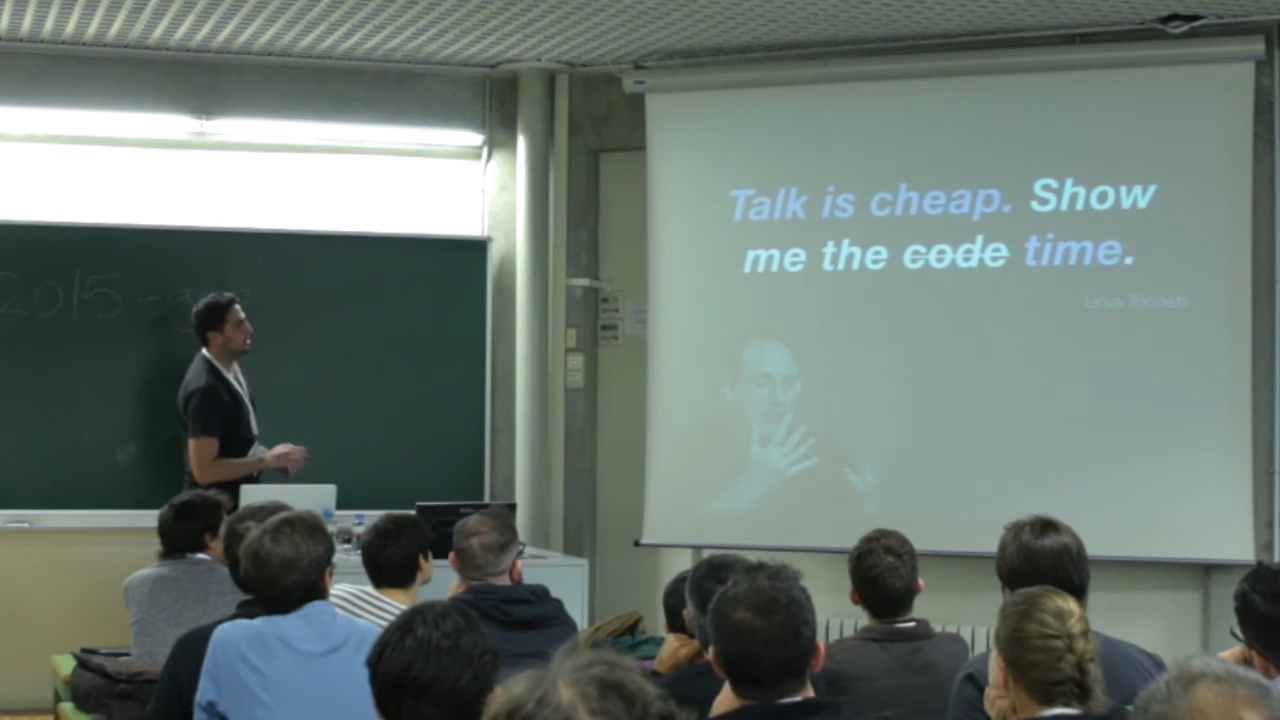 Talk is cheap. Show
me the code time.
Linus Torvalds
2015-